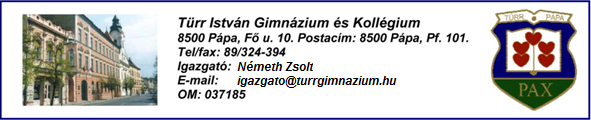 Türr István Gimnázium és Kollégium
8500 Pápa, Fő u. 10. Postacím: 8500 Pápa, Pf. 101.
Tel/fax: 89/324-394
Igazgató: Németh Zsolt
E-mail: igazgato@turrgimnazium.hu
OM: 037185
TÜRR PÁPA
PAX